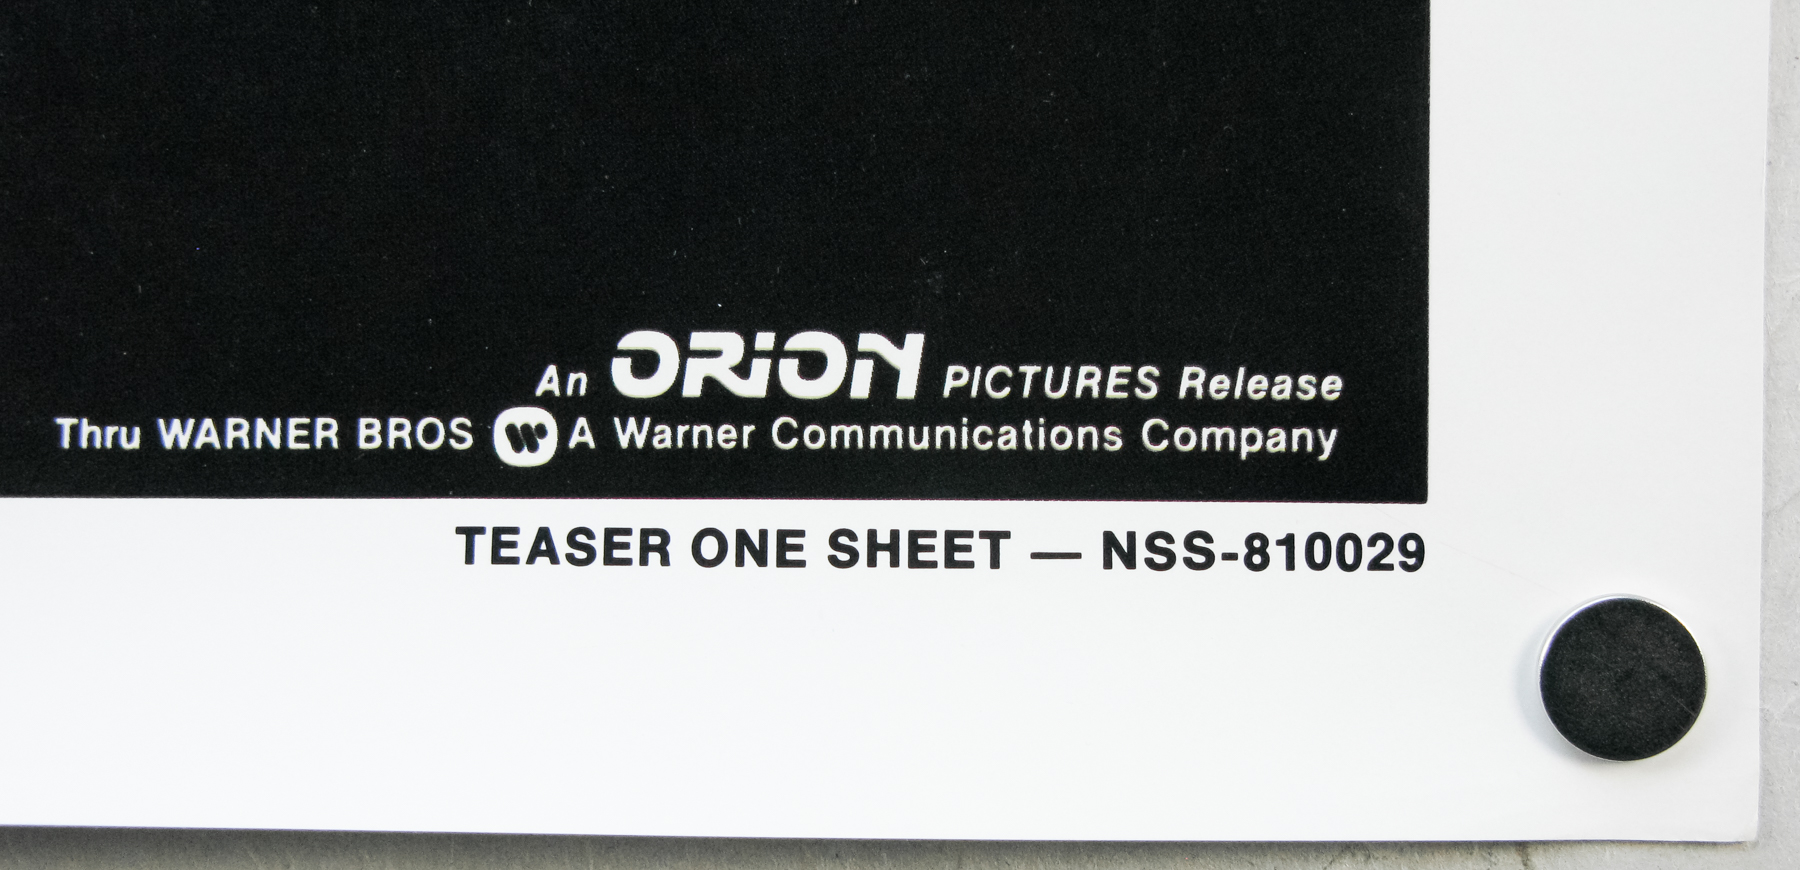 An ORION PICTURES Release
Thru WARNER BROS W A Warner Communications Company
TEASER ONE SHEET — NSS-810029